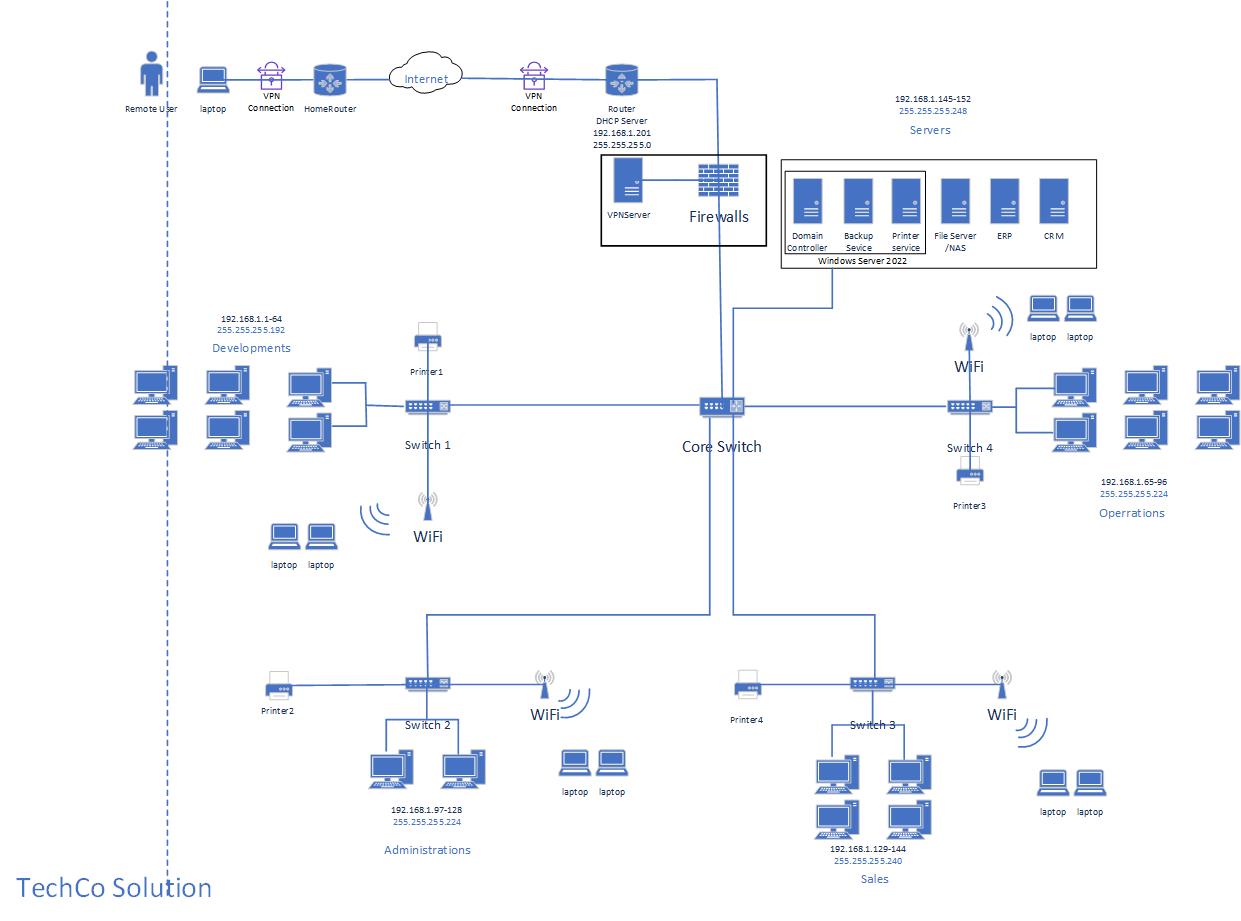 Remote User
laptop
VPN
Connection
HomeRouter
Internet
VPN
Connection
Router
DHCP Server
192.168.1.201
255.255.255.0
192.168.1.145-152
255.255.255.248
Servers
VPNServer
Firewalls
Domain
Controller
Backup
Sevice
Printer
service
File Server
/NAS
ERP
CRM
Windows Server 2022
192.168.1.1-64
255.255.255.192
Developments
Printer1
Switch 1
WiFi
laptop
laptop
Core Switch
laptop
laptop
WiFi
Switch 4
Printer3
192.168.1.65-96
255.255.255.224
Operrations
Printer2
Switch 2
WiFi
laptop
laptop
192.168.1.97-128
255.255.255.224
Administrations
Printer4
Switch 3
WiFi
laptop
laptop
192.168.1.129-144
255.255.255.240
Sales
TechCo Solution